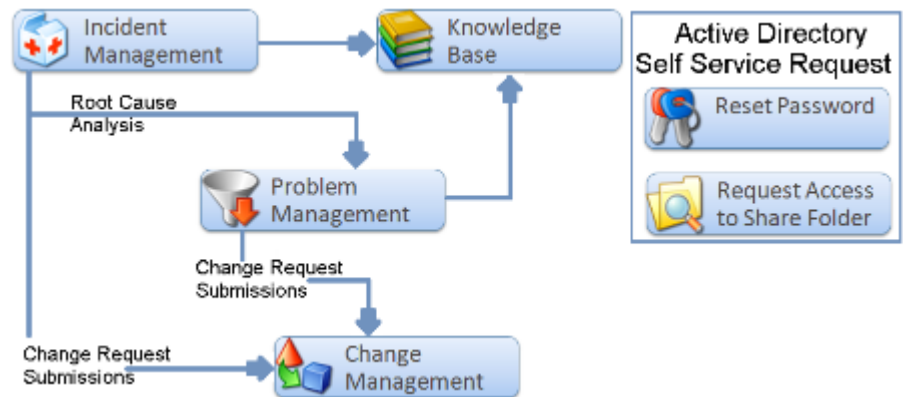 Incident
Management
Knowledge
Base
Active Directory
Self Service Request
Reset Password
Root Cause
Analysis
Problem
Management
Request Access
to Share Folder
Change Request
Submissions
Change Request
Submissions
Change
Management